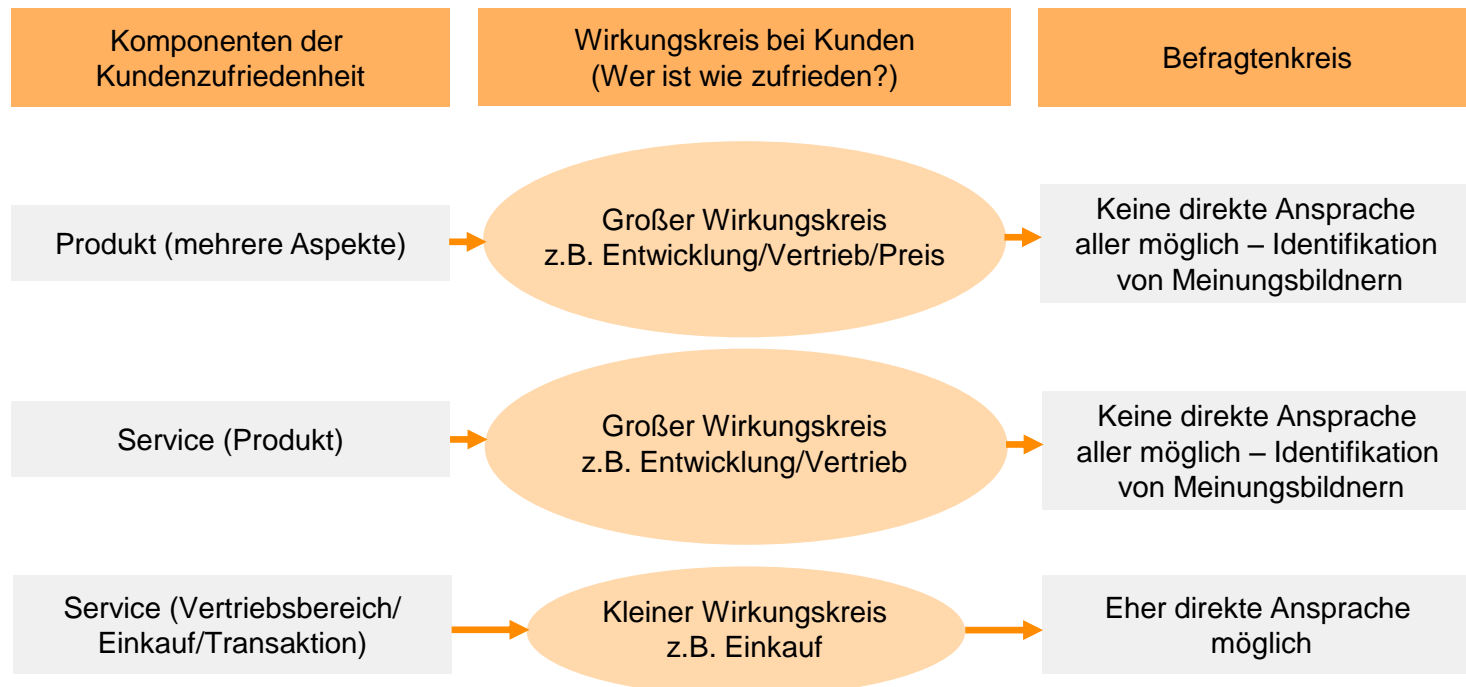 Komponenten der
Kundenzufriedenheit
Wirkungskreis bei Kunden
(Wer ist wie zufrieden?)
Befragtenkreis
Produkt (mehrere Aspekte)
Großer Wirkungskreis
z.B. Entwicklung/Vertrieb/Preis
Keine direkte Ansprache
aller möglich – Identifikation
von Meinungsbildnern
Service (Produkt)
Großer Wirkungskreis
z.B. Entwicklung/Vertrieb
Keine direkte Ansprache
aller möglich – Identifikation
von Meinungsbildnern
Service (Vertriebsbereich/
Einkauf/Transaktion)
Kleiner Wirkungskreis
z.B. Einkauf
Eher direkte Ansprache
möglich